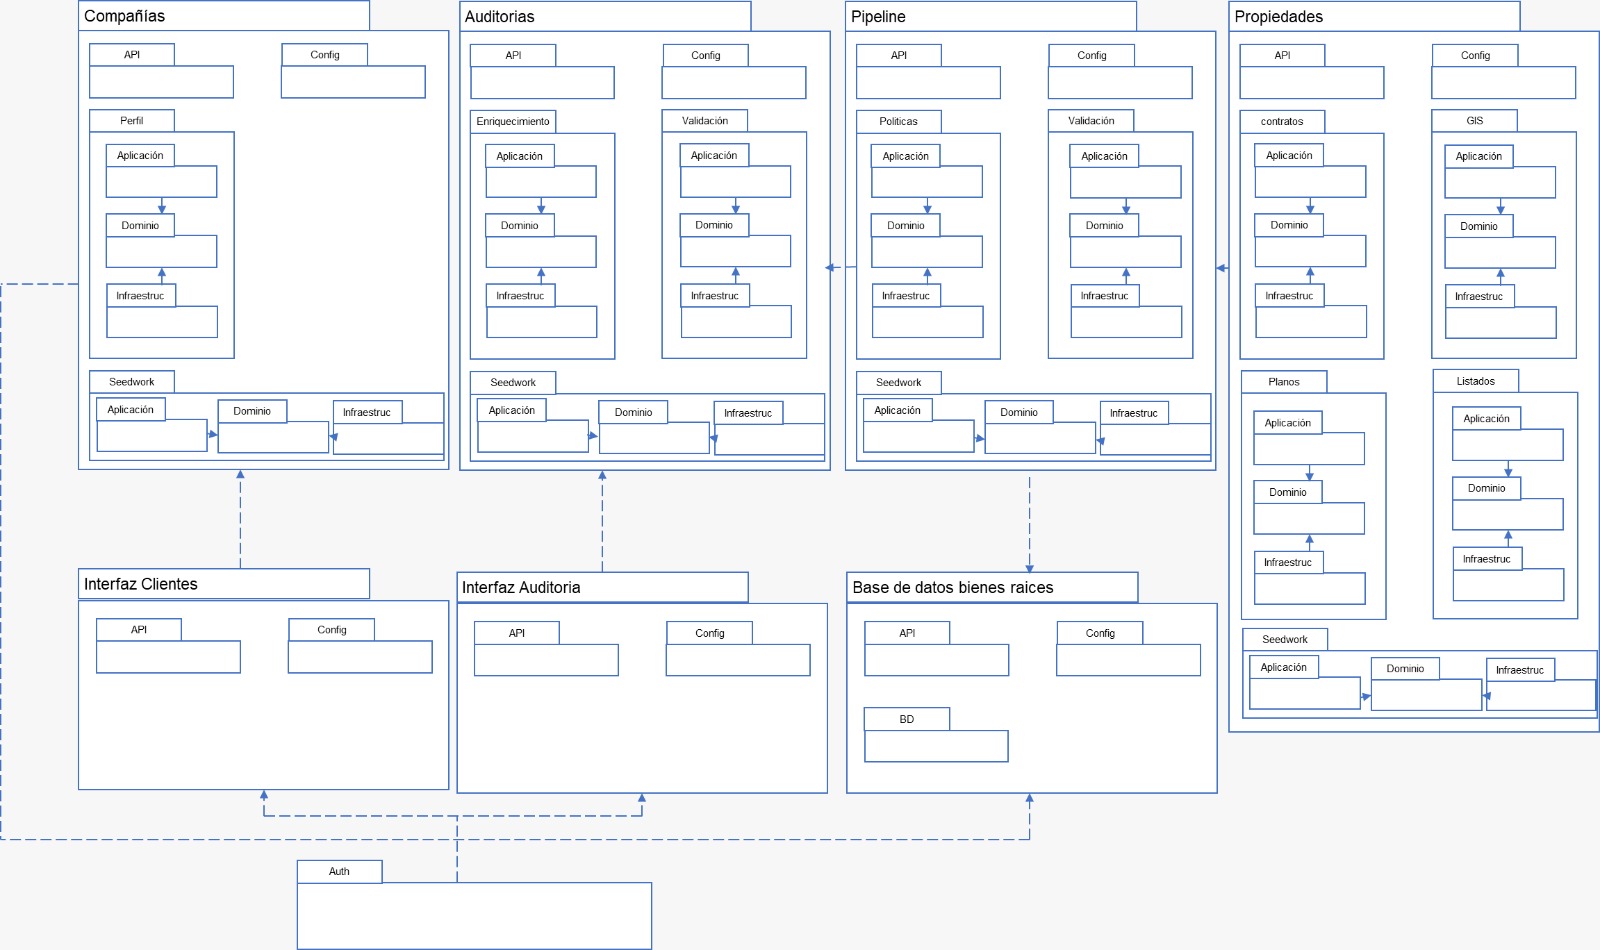 Compañías
API
Config
Perfil
Aplicación
Dominio
Infraestruc
Seedwork
Aplicación
Dominio
Infraestruc
Auditorias
API
Config
Enriquecimiento
Aplicación
Dominio
Infraestruc
Validación
Aplicación
Dominio
Infraestruc
Seedwork
Aplicación
Dominio
Infraestruc
Pipeline
API
Config
Politicas
Aplicación
Dominio
Infraestruc
Validación
Aplicación
Dominio
Infraestruc
Seedwork
Aplicación
Dominio
Infraestruc
Propiedades
API
Config
contratos
Aplicación
Dominio
Infraestruc
GIS
Aplicación
Dominio
Infraestruc
Planos
Aplicación
Dominio
Infraestruc
Listados
Aplicación
Dominio
Infraestruc
Seedwork
Aplicación
Dominio
Infraestruc
Interfaz Clientes
API
Config
Interfaz Auditoria
API
Config
Base de datos bienes raices
API
Config
BD
Auth